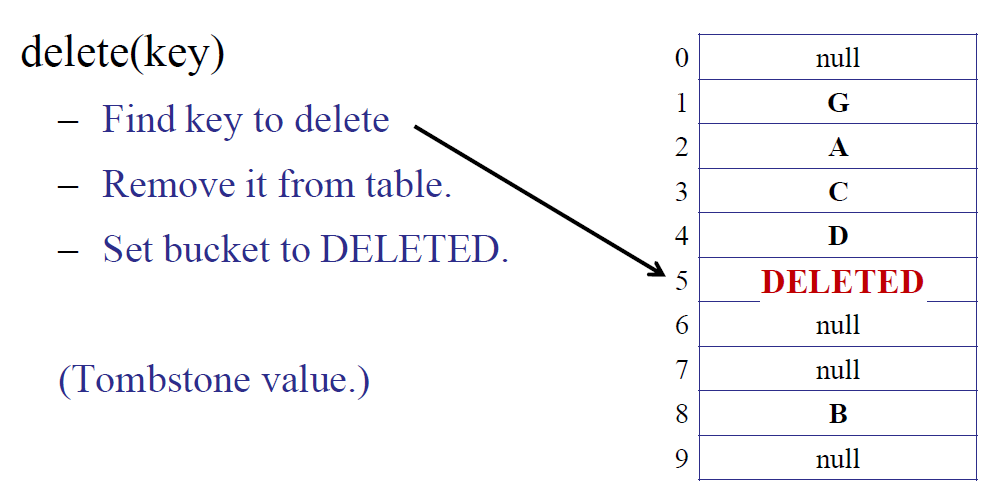 delete(key)
– Find key to delete
– Remove it from table.
– Set bucket to DELETED.
(Tombstone value.)
0 null
1 G
2 A
3 C
4 D
5 DELETED
6 null
7 null
8 B
9 null